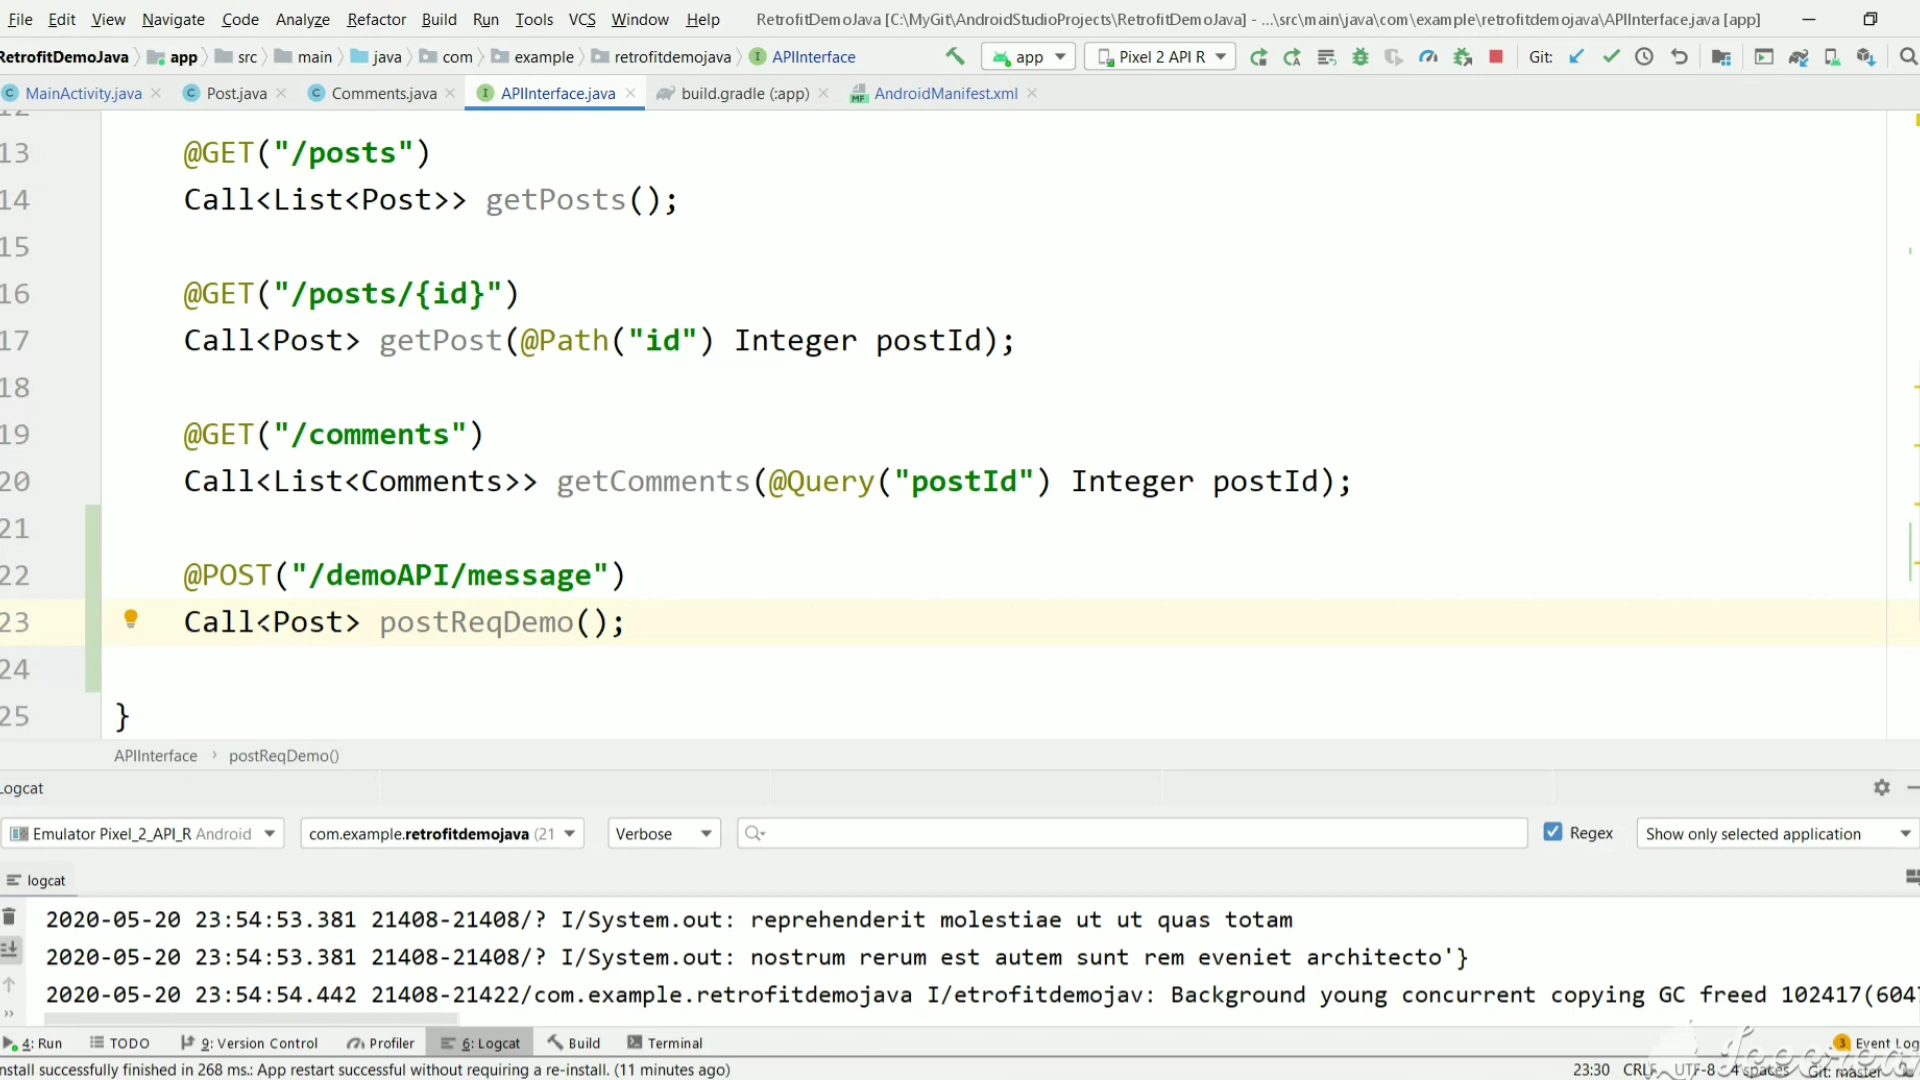 File Edit View Navigate Code Analyze Refactor Build Run Tools VCS Window Help RetrofitDemoJava [C:\MyGit\AndroidStudioProjects\RetrofitDemoJava] - ...\src\main\java\com\example\retrofitdemojava\APIInterface.java [app]
RetrofitDemoJava app src main java com example retrofitdemojava APIInterface app Pixel 2 API R Git:
MainActivity.java Post.java Comments.java APIInterface.java build.gradle (:app) AndroidManifest.xml
12
13 @GET("/posts")
14 Call<List<Post>> getPosts();
15
16 @GET("/posts/{id}")
17 Call<Post> getPost(@Path("id") Integer postId);
18
19 @GET("/comments")
20 Call<List<Comments>> getComments(@Query("postId") Integer postId);
21
22 @POST("/demoAPI/message")
23 Call<Post> postReqDemo();
24
25 }
APIInterface › postReqDemo()
Logcat
Emulator Pixel_2_API_R Android com.example.retrofitdemojava (21 Verbose Regex Show only selected application
logcat
2020-05-20 23:54:53.381 21408-21408/? I/System.out: reprehenderit molestiae ut ut quas totam
2020-05-20 23:54:53.381 21408-21408/? I/System.out: nostrum rerum est autem sunt rem eveniet architecto'}
2020-05-20 23:54:54.442 21408-21422/com.example.retrofitdemojava I/etrofitdemojav: Background young concurrent copying GC freed 102417(604
4: Run TODO 9: Version Control Profiler 6: Logcat Build Terminal 3 Event Log
nstall successfully finished in 268 ms.: App restart successful without requiring a re-install. (11 minutes ago) 23:30 CRLF UTF-8 4 spaces Git: master